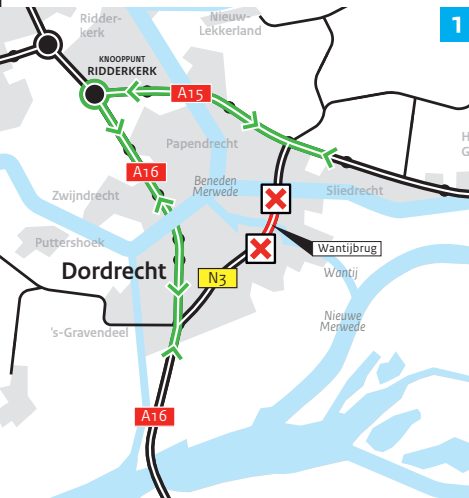 Ridder-
kerk
Nieuw-
Lekkerland
1
KNOOPPUNT
RIDDERKERK
A15
Papendrecht
A16
Beneden
Merwede
Zwijndrecht
Sliedrecht
Puttershoek
Wantijbrug
Dordrecht
N3
Wantij
Nieuwe
Merwede
's-Gravendeel
A16
H
G